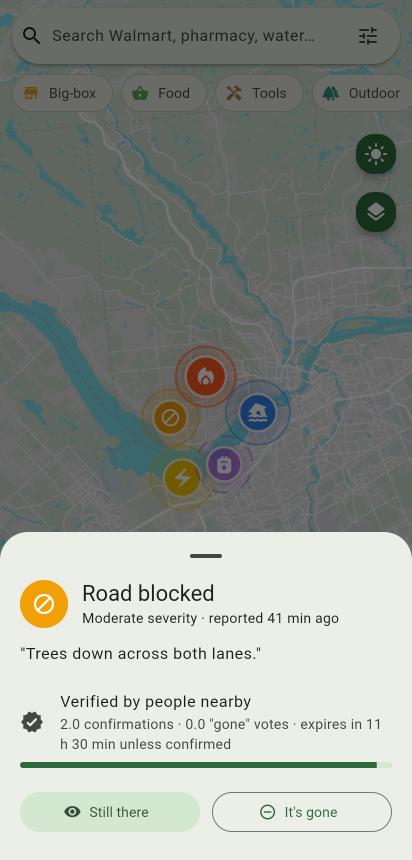 Search Walmart, pharmacy, water…
Big-box
Food
Tools
Outdoor
Road blocked
Moderate severity · reported 41 min ago
"Trees down across both lanes."
Verified by people nearby
2.0 confirmations · 0.0 "gone" votes · expires in 11
h 30 min unless confirmed
Still there
It's gone